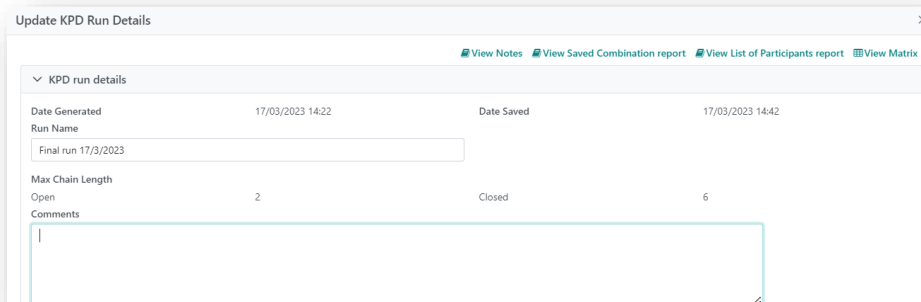 Update KPD Run Details
View Notes View Saved Combination report View List of Participants report View Matrix
KPD run details
Date Generated 17/03/2023 14:22 Date Saved 17/03/2023 14:42
Run Name
Final run 17/3/2023
Max Chain Length
Open 2 Closed 6
Comments